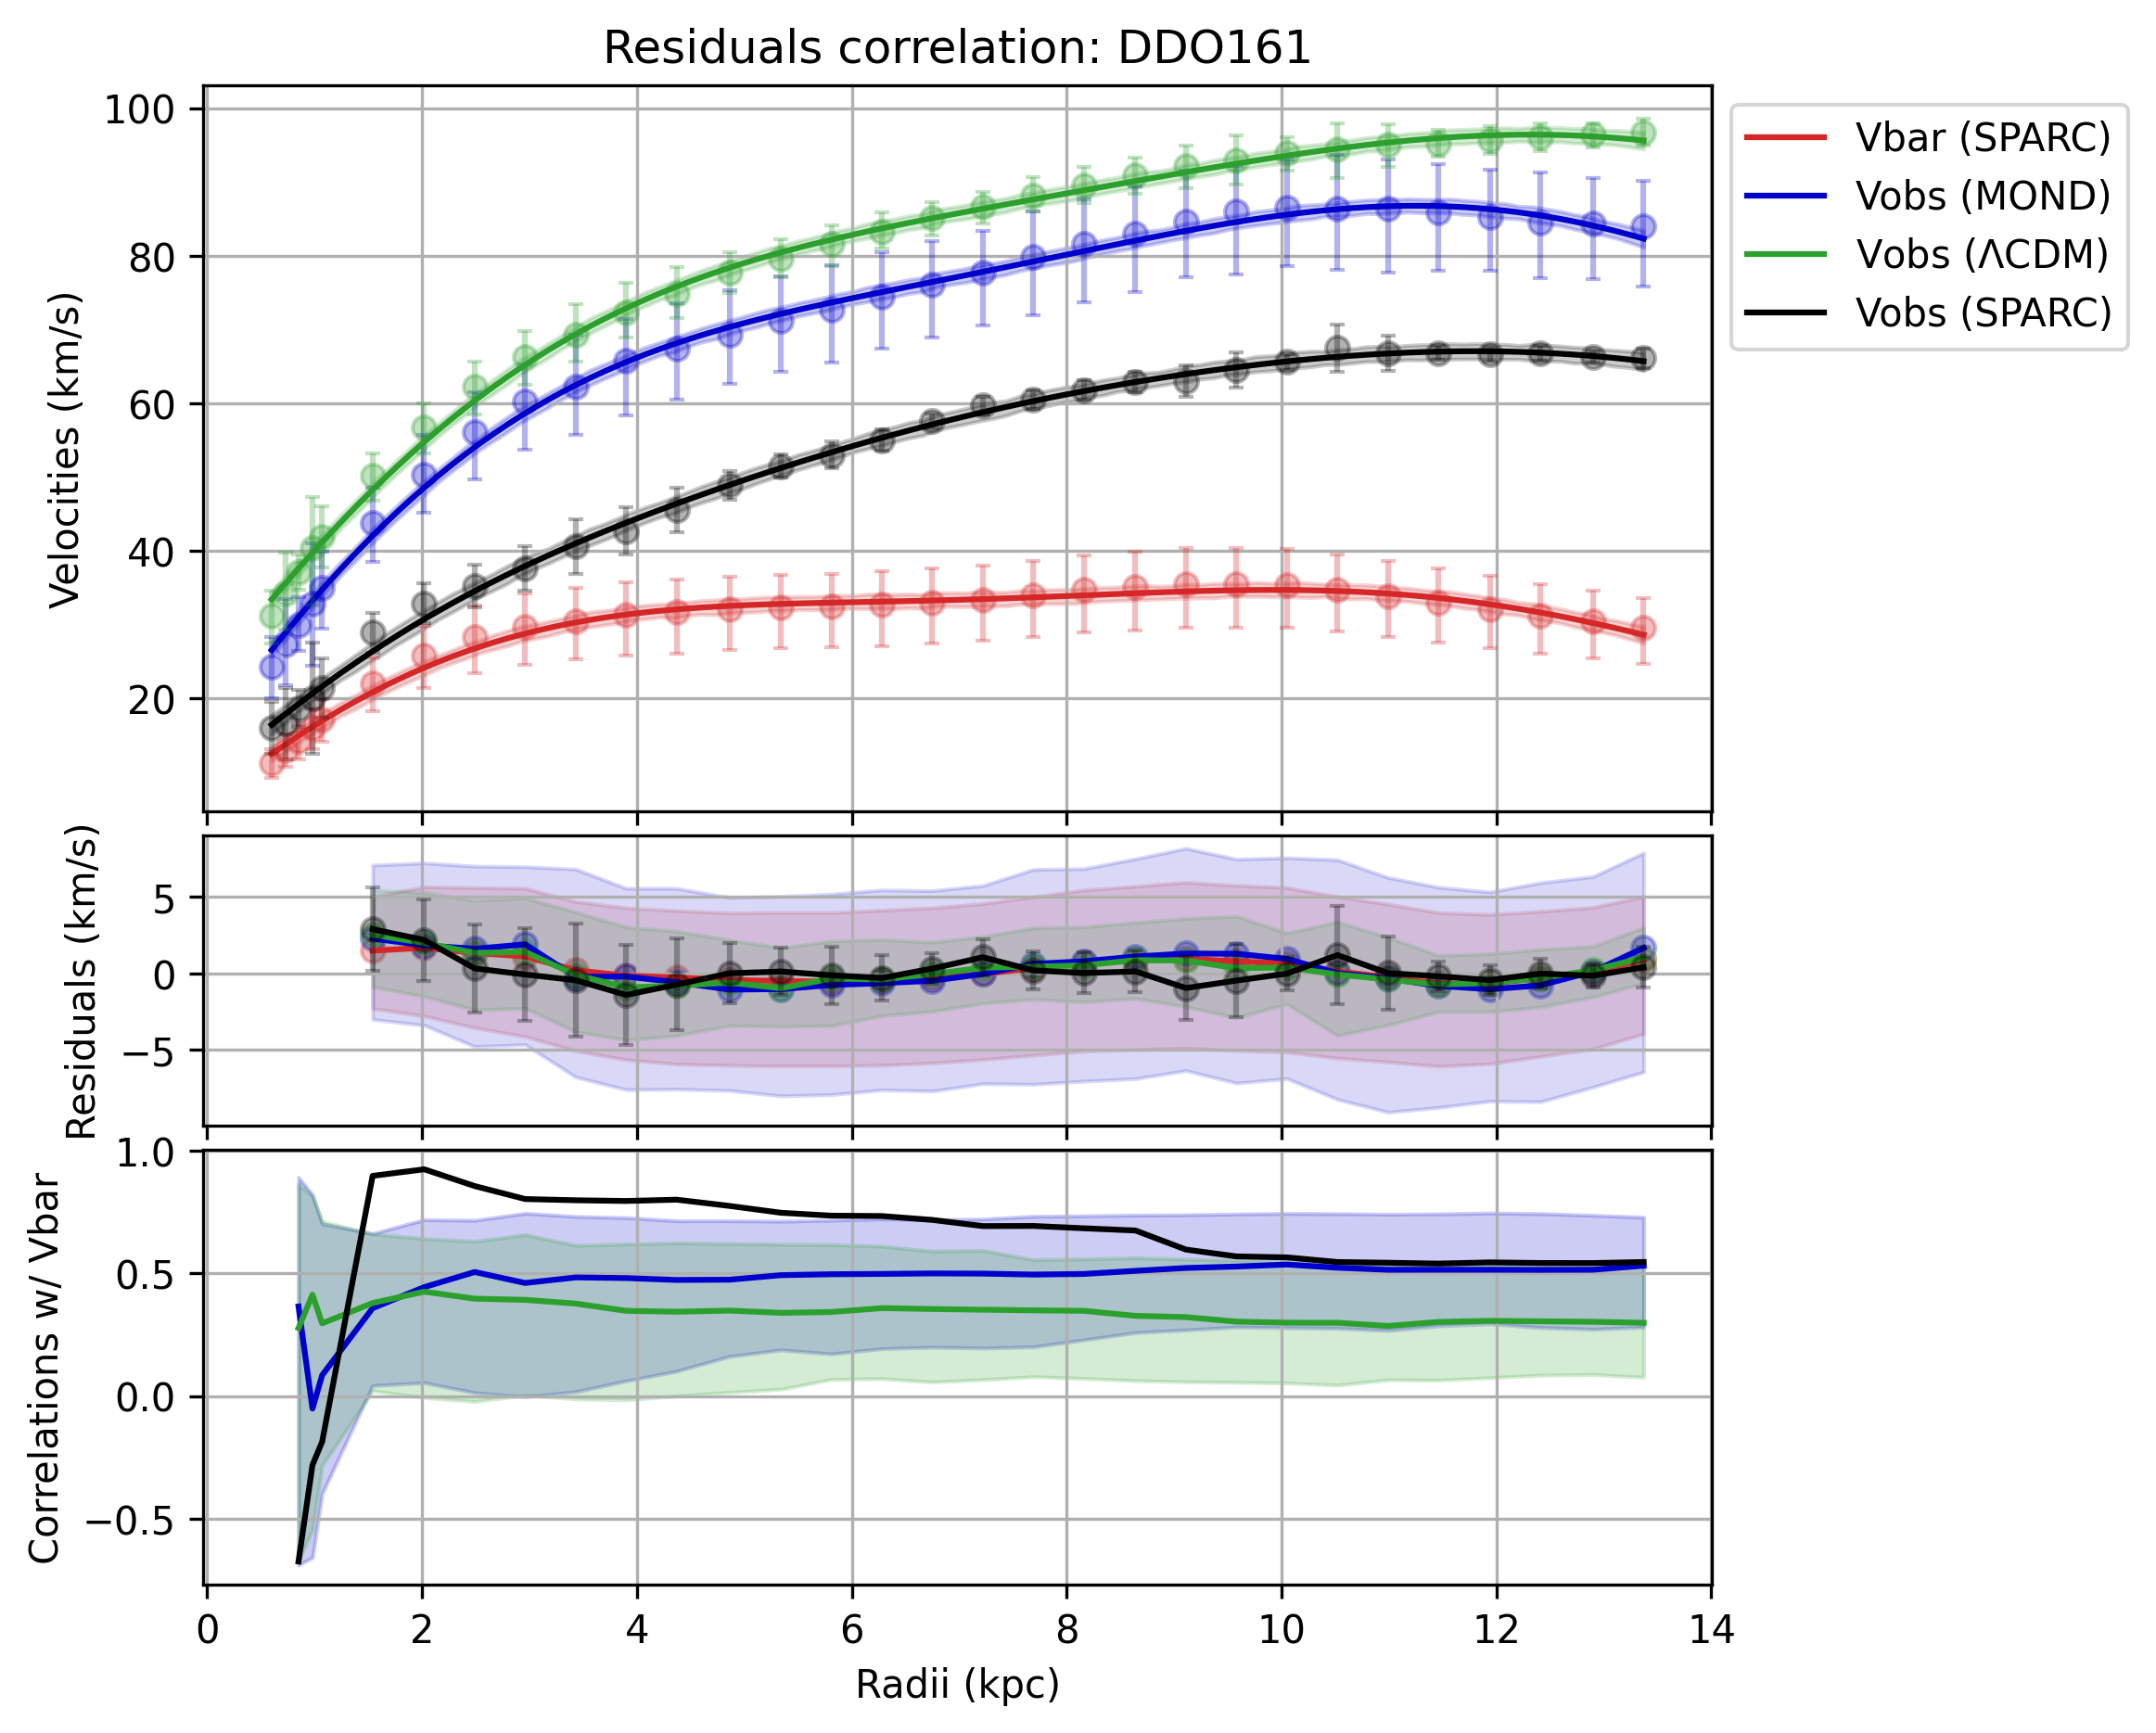 Residuals correlation: DDO161
100
80
60
40
20
Velocities (km/s)
Vbar (SPARC)
Vobs (MOND)
Vobs (ΛCDM)
Vobs (SPARC)
5
0
−5
Residuals (km/s)
1.0
0.5
0.0
−0.5
Correlations w/ Vbar
0 2 4 6 8 10 12 14
Radii (kpc)